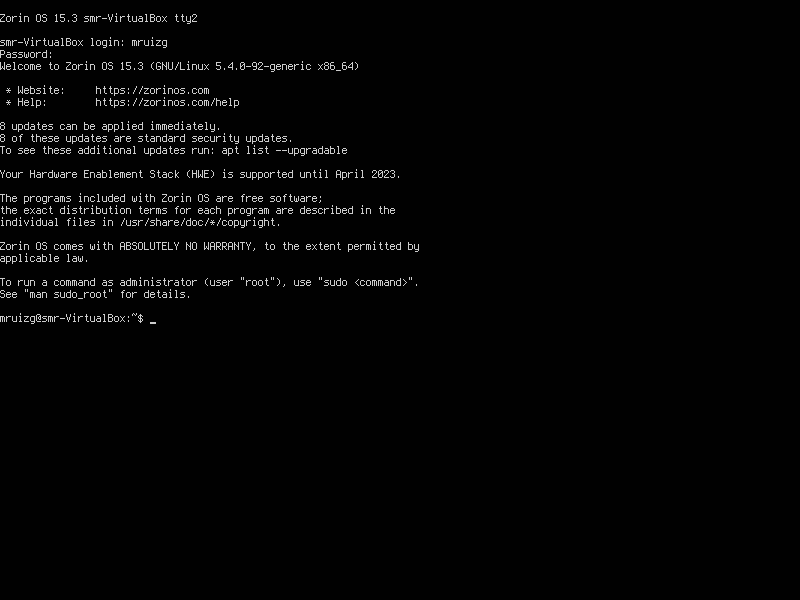 Zorin OS 15.3 smr-VirtualBox tty2
smr-VirtualBox login: mruizg
Password:
Welcome to Zorin OS 15.3 (GNU/Linux 5.4.0-92-generic x86_64)
* Website: https://zorinos.com
* Help: https://zorinos.com/help
8 updates can be applied immediately.
8 of these updates are standard security updates.
To see these additional updates run: apt list --upgradable
Your Hardware Enablement Stack (HWE) is supported until April 2023.
The programs included with Zorin OS are free software;
the exact distribution terms for each program are described in the
individual files in /usr/share/doc/*/copyright.
Zorin OS comes with ABSOLUTELY NO WARRANTY, to the extent permitted by
applicable law.
To run a command as administrator (user "root"), use "sudo <command>".
See "man sudo_root" for details.
mruizg@smr-VirtualBox:~$ _